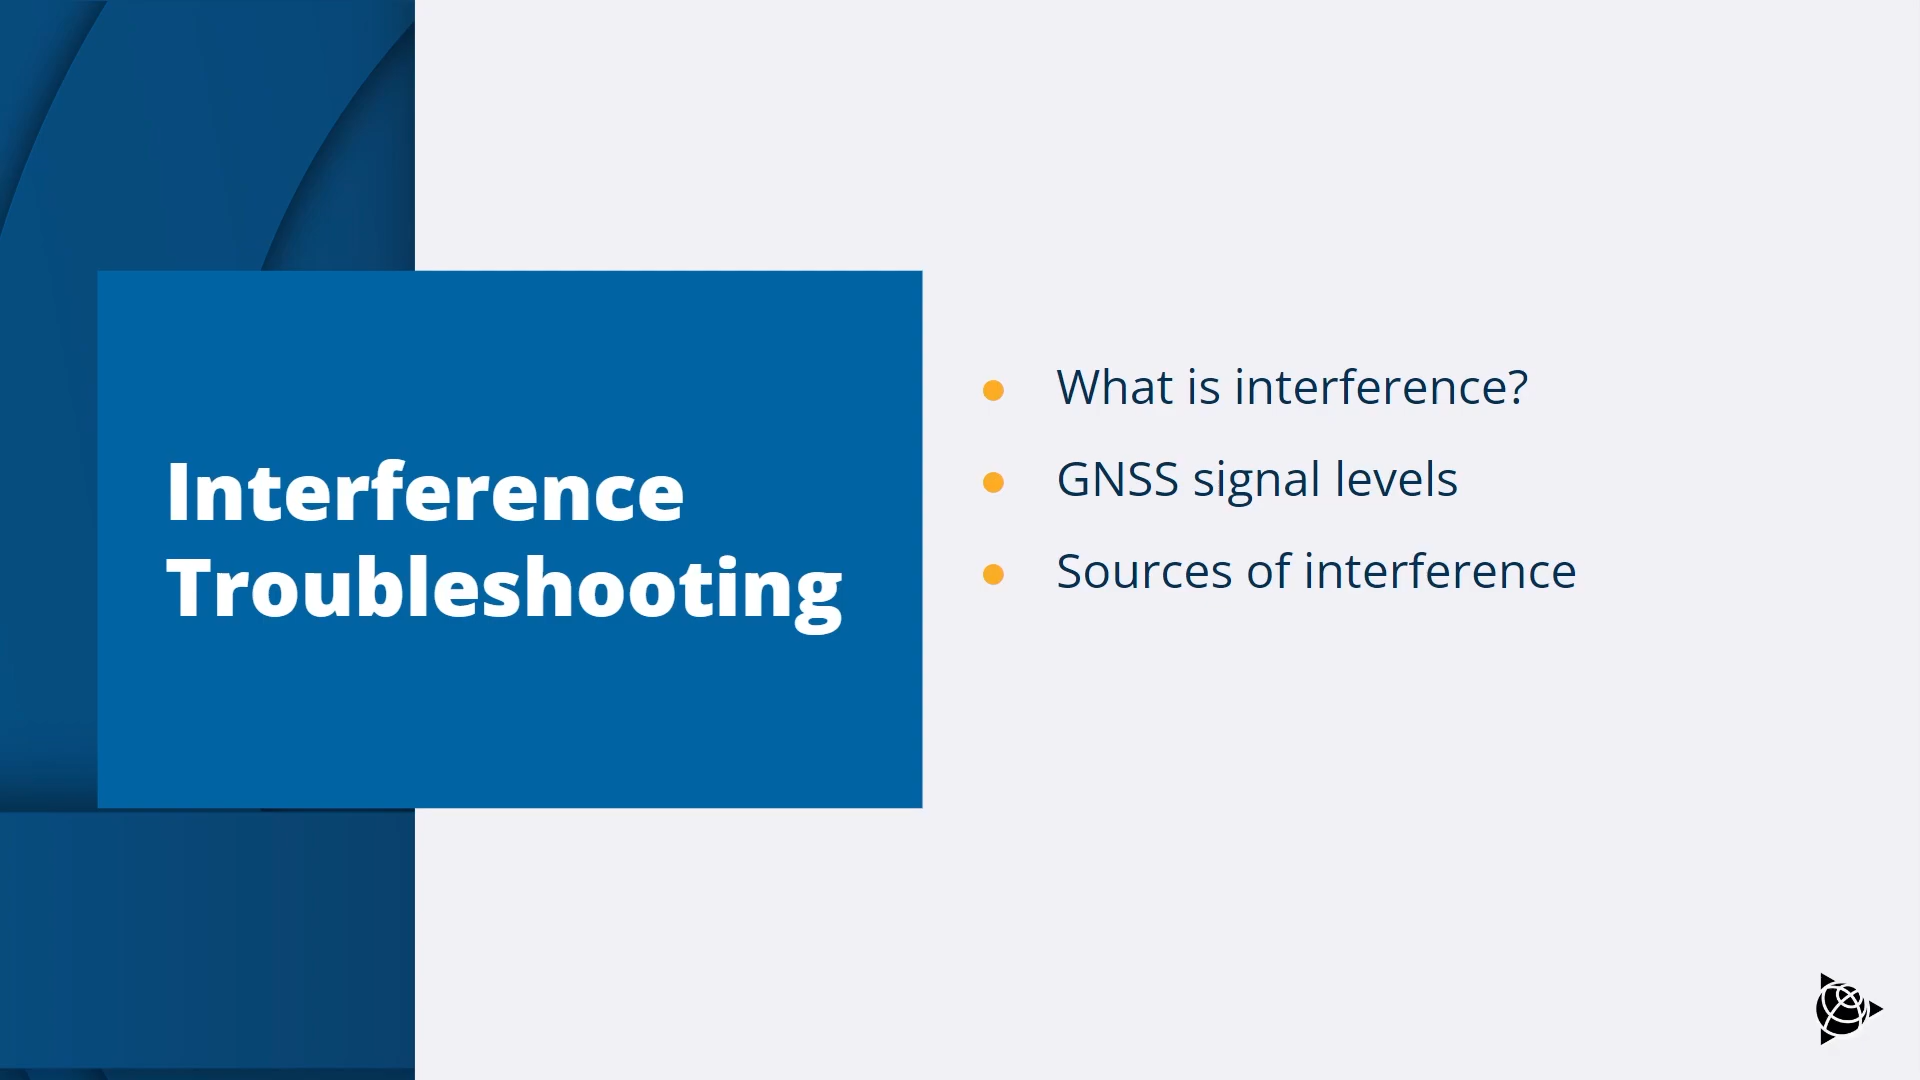 Interference
Troubleshooting
What is interference?
GNSS signal levels
Sources of interference